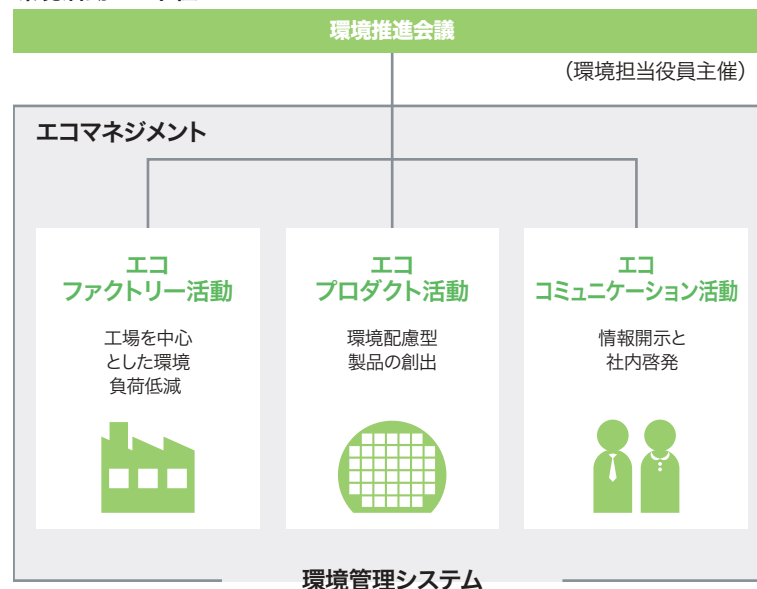 環境推進会議
（環境担当役員主催）
エコマネジメント
エコ
ファクトリー活動
工場を中心
とした環境
負荷低減
エコ
プロダクト活動
環境配慮型
製品の創出
エコ
コミュニケーション活動
情報開示と
社内啓発
環境管理システム